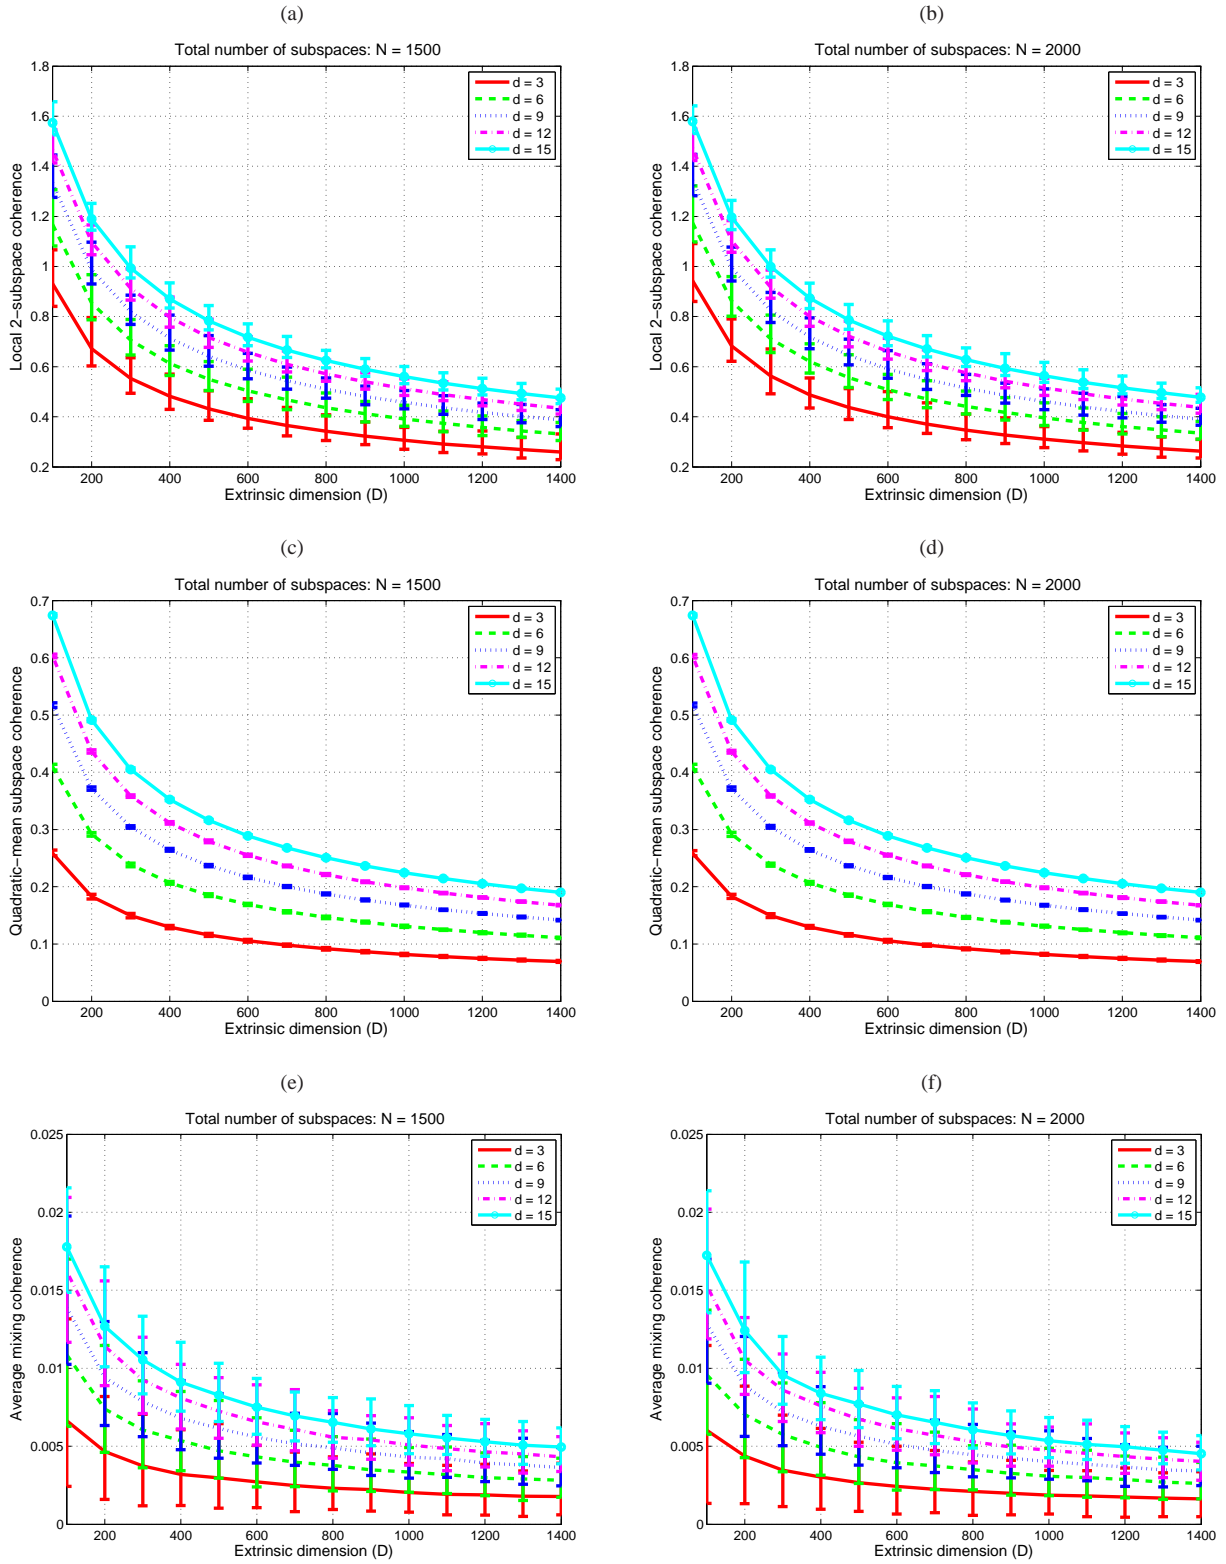 (a)
(b)
Total number of subspaces: N = 1500
Total number of subspaces: N = 2000
1.8
1.6
1.4
1.2
1
0.8
0.6
0.4
0.2
Local 2−subspace coherence
d = 3
d = 6
d = 9
d = 12
d = 15
200 400 600 800 1000 1200 1400
Extrinsic dimension (D)
1.8
1.6
1.4
1.2
1
0.8
0.6
0.4
0.2
Local 2−subspace coherence
d = 3
d = 6
d = 9
d = 12
d = 15
200 400 600 800 1000 1200 1400
Extrinsic dimension (D)
(c)
(d)
Total number of subspaces: N = 1500
Total number of subspaces: N = 2000
0.7
0.6
0.5
0.4
0.3
0.2
0.1
0
Quadratic−mean subspace coherence
d = 3
d = 6
d = 9
d = 12
d = 15
200 400 600 800 1000 1200 1400
Extrinsic dimension (D)
0.7
0.6
0.5
0.4
0.3
0.2
0.1
0
Quadratic−mean subspace coherence
d = 3
d = 6
d = 9
d = 12
d = 15
200 400 600 800 1000 1200 1400
Extrinsic dimension (D)
(e)
(f)
Total number of subspaces: N = 1500
Total number of subspaces: N = 2000
0.025
0.02
0.015
0.01
0.005
0
Average mixing coherence
d = 3
d = 6
d = 9
d = 12
d = 15
200 400 600 800 1000 1200 1400
Extrinsic dimension (D)
0.025
0.02
0.015
0.01
0.005
0
Average mixing coherence
d = 3
d = 6
d = 9
d = 12
d = 15
200 400 600 800 1000 1200 1400
Extrinsic dimension (D)